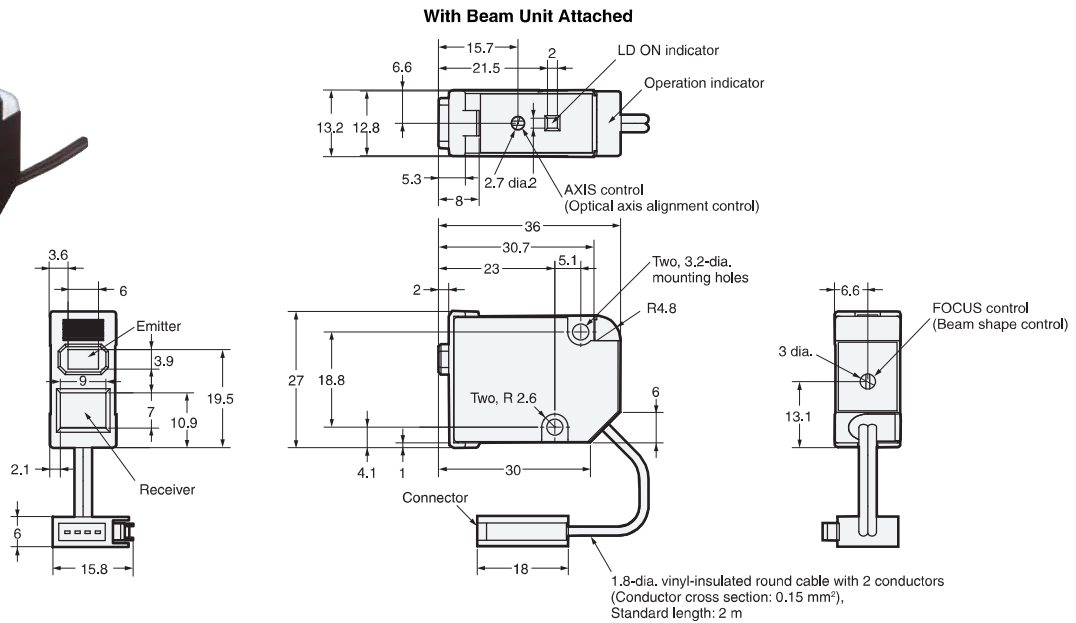 With Beam Unit Attached
15.7
2
LD ON indicator
21.5
6.6
Operation indicator
13.2
12.8
5.3
2.7 dia.
2
8
AXIS control
(Optical axis alignment control)
36
30.7
23
5.1
Two, 3.2-dia.
mounting holes
2
R4.8
27
18.8
Two, R 2.6
6
4.1
1
30
Connector
18
1.8-dia. vinyl-insulated round cable with 2 conductors
(Conductor cross section: 0.15 mm²),
Standard length: 2 m
3.6
6
Emitter
3.9
9
19.5
7
10.9
2.1
Receiver
6
15.8
6.6
FOCUS control
(Beam shape control)
3 dia.
13.1